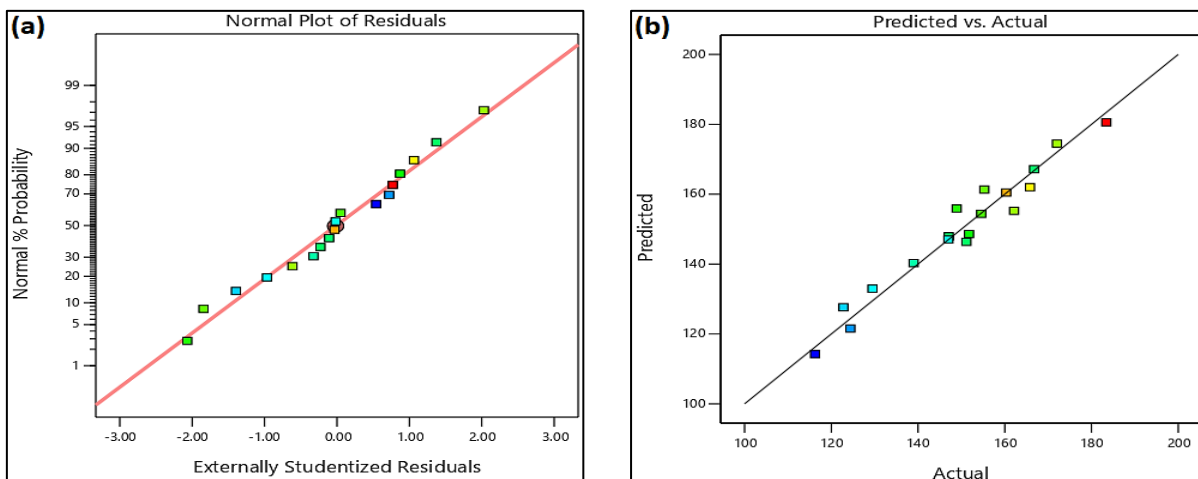 (a)
Normal Plot of Residuals
Normal % Probability
99
95
90
80
70
50
30
20
10
5
1
-3.00 -2.00 -1.00 0.00 1.00 2.00 3.00
Externally Studentized Residuals
(b)
Predicted vs. Actual
Predicted
200
180
160
140
120
100
100 120 140 160 180 200
Actual